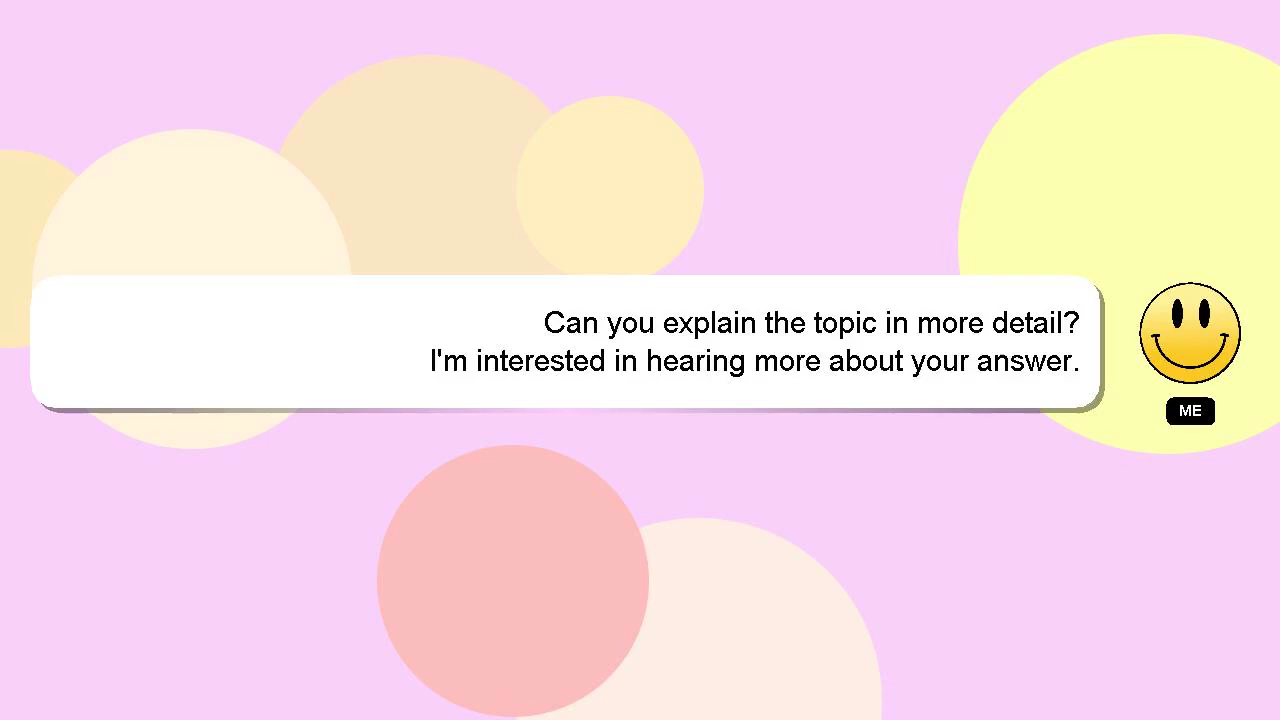 Can you explain the topic in more detail?
I'm interested in hearing more about your answer.
ME